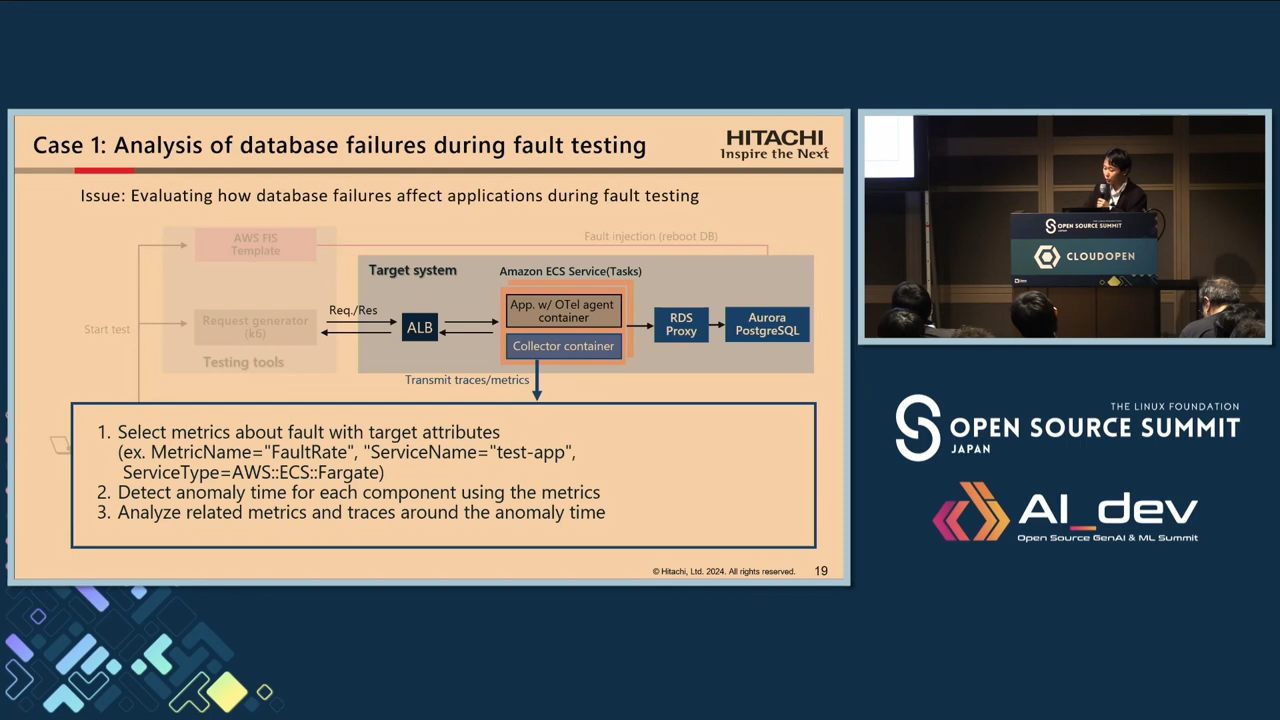 Case 1: Analysis of database failures during fault testing
HITACHI
Inspire the Next
Issue: Evaluating how database failures affect applications during fault testing
AWS FIS
Template
Fault injection (reboot DB)
Target system
Amazon ECS Service(Tasks)
Start test
Request generator
(k6)
Testing tools
Req./Res
ALB
App. w/ OTel agent
container
Collector container
RDS
Proxy
Aurora
PostgreSQL
Transmit traces/metrics
1. Select metrics about fault with target attributes
(ex. MetricName="FaultRate", "ServiceName="test-app",
ServiceType=AWS::ECS::Fargate)
2. Detect anomaly time for each component using the metrics
3. Analyze related metrics and traces around the anomaly time
© Hitachi, Ltd. 2024. All rights reserved.
19
OPEN SOURCE SUMMIT
CLOUDOPEN
THE LINUX FOUNDATION
OPEN SOURCE SUMMIT
JAPAN
AI_dev
Open Source GenAI & ML Summit